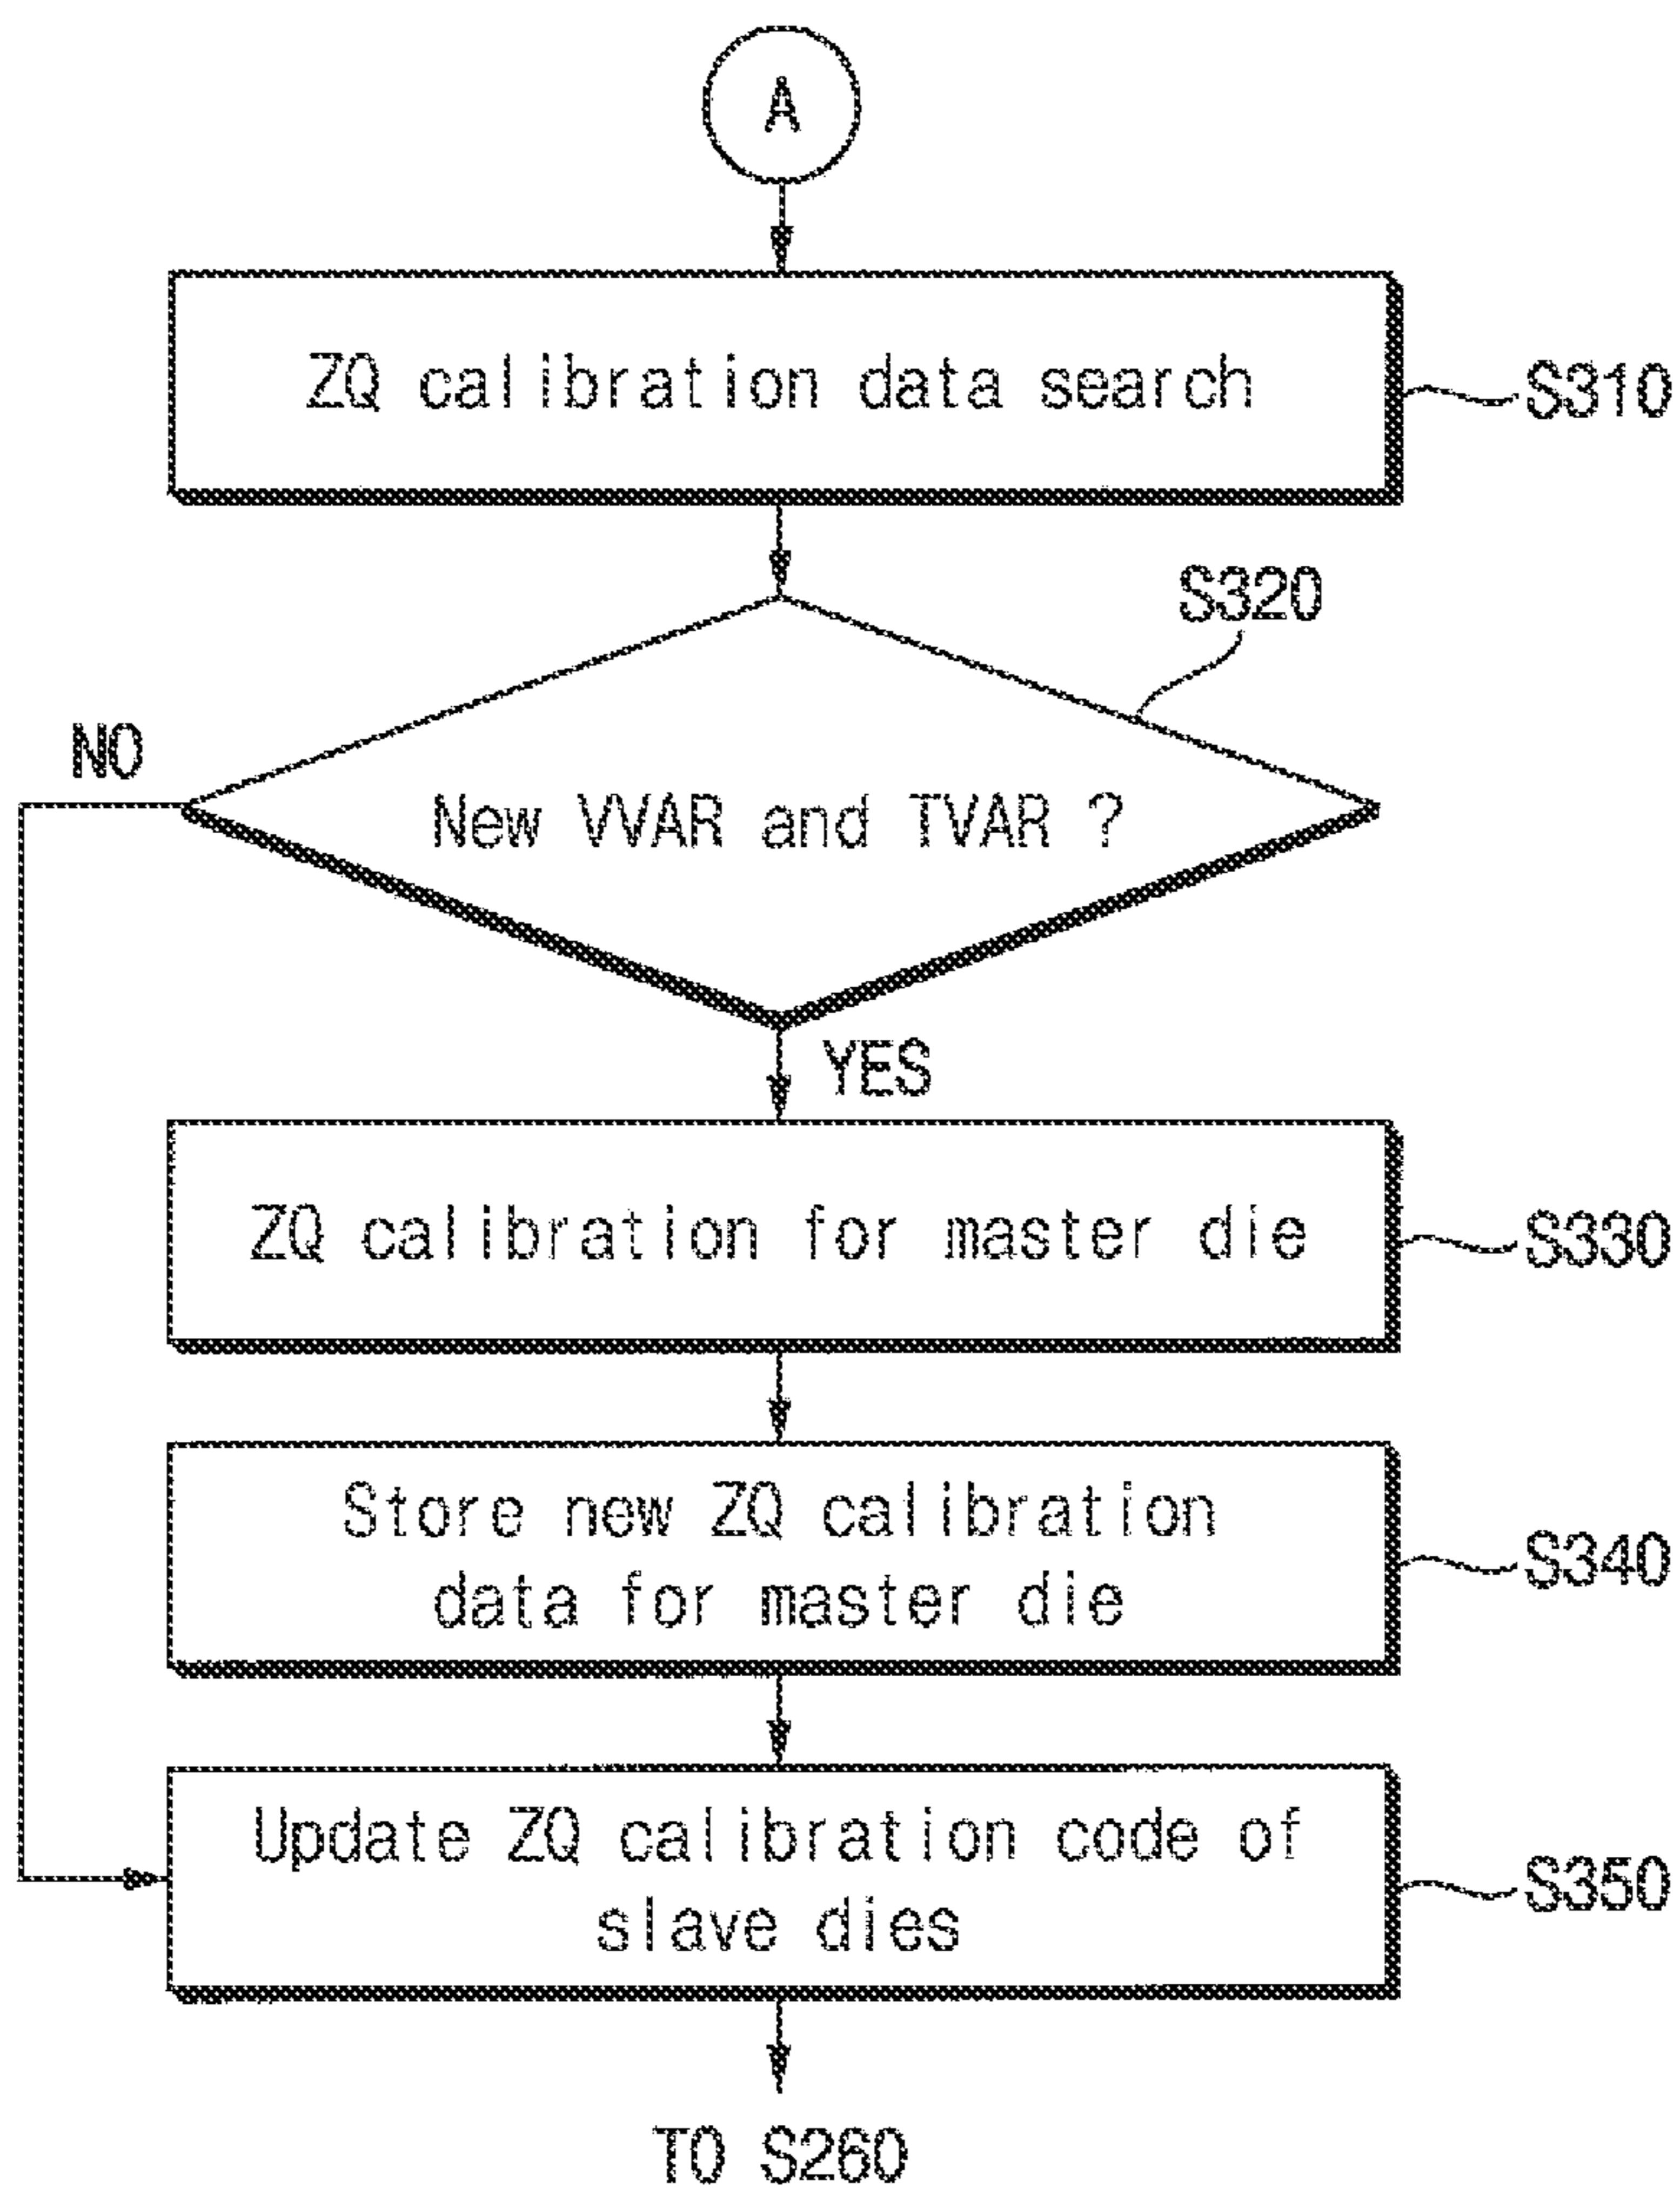 A
ZQ calibration data search
S310
S320
NO
New VVAR and TVAR ?
YES
ZQ calibration for master die
S330
Store new ZQ calibration
data for master die
S340
Update ZQ calibration code of
slave dies
S350
TO S260